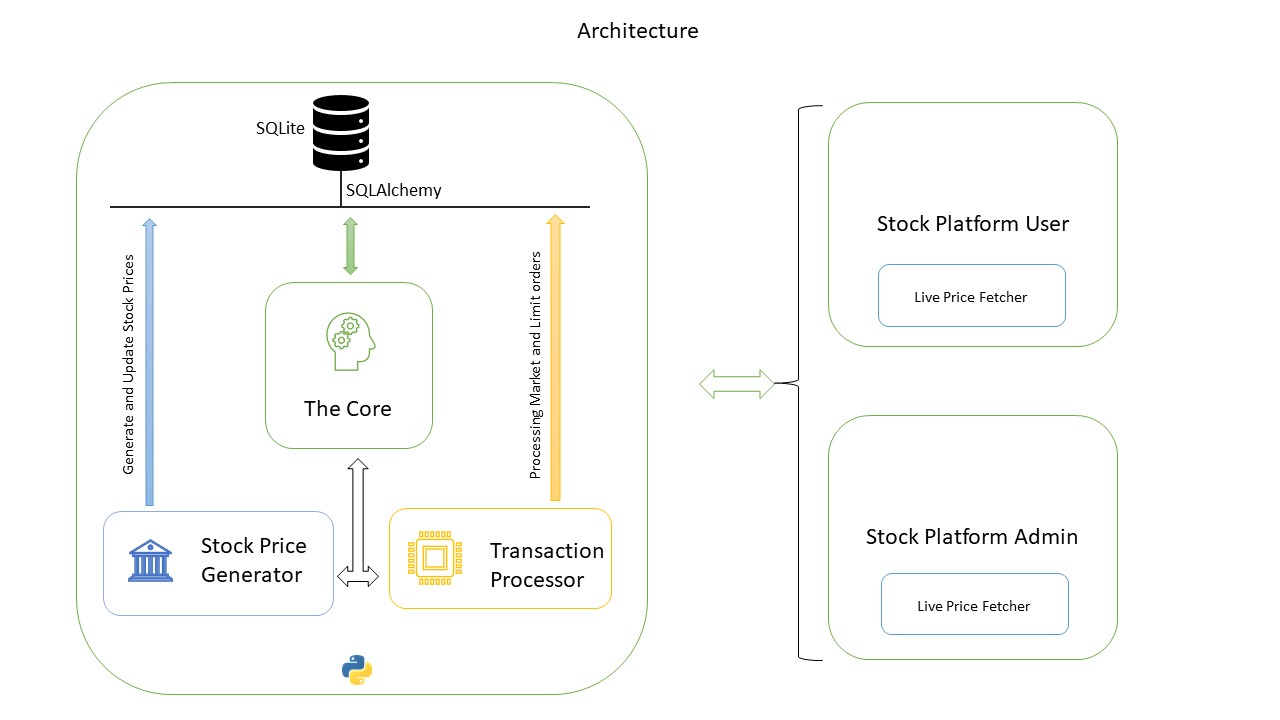 Architecture
SQLite
SQLAlchemy
Generate and Update Stock Prices
Processing Market and Limit orders
The Core
Stock Price
Generator
Transaction
Processor
Stock Platform User
Live Price Fetcher
Stock Platform Admin
Live Price Fetcher